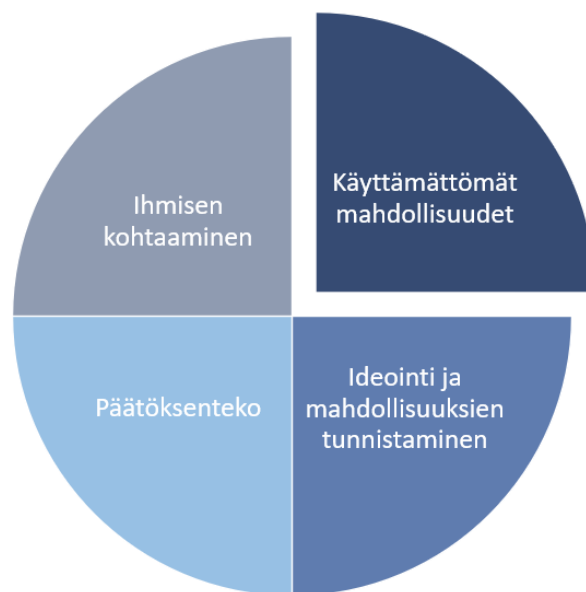 Käyttämättömät
mahdollisuudet
Ihmisen
kohtaaminen
Ideointi ja
mahdollisuuksien
tunnistaminen
Päätöksenteko